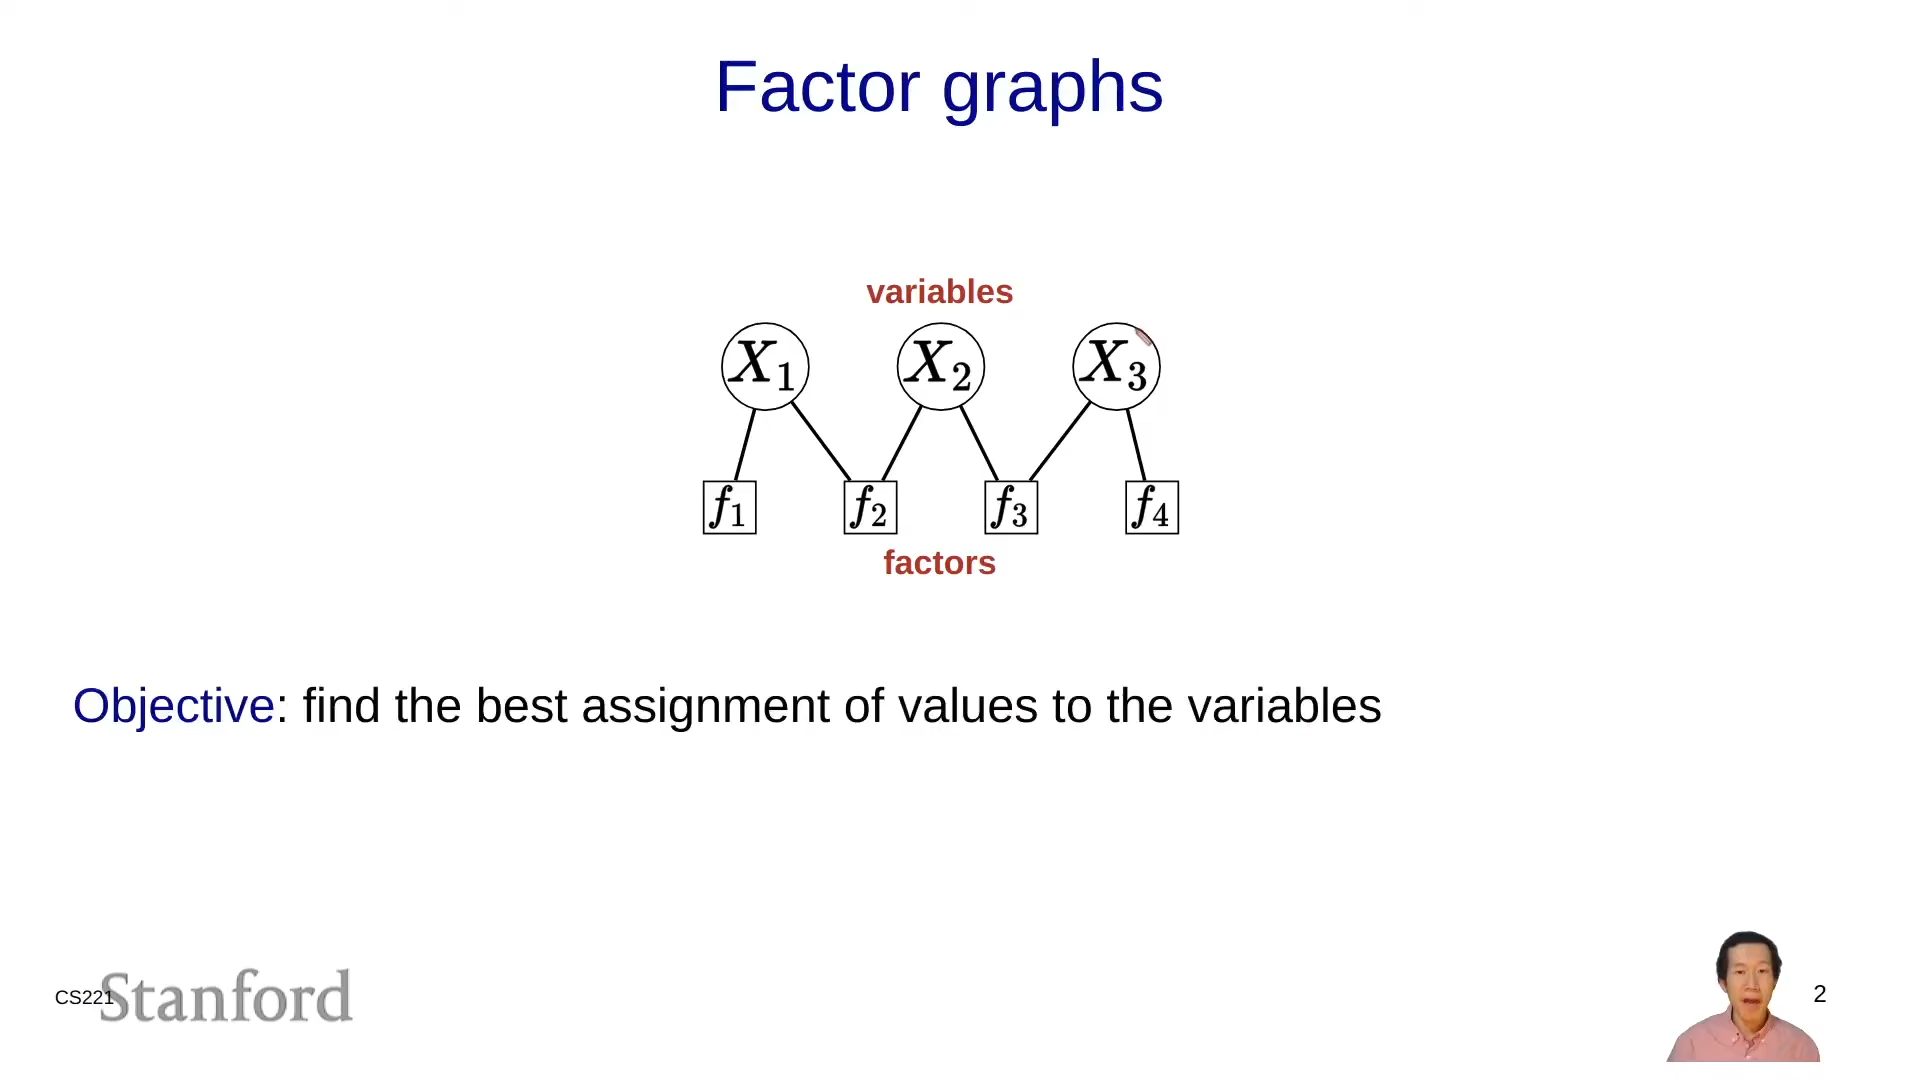 Factor graphs
variables
X1 X2 X3
f1 f2 f3 f4
factors
Objective: find the best assignment of values to the variables
CS221 Stanford
2